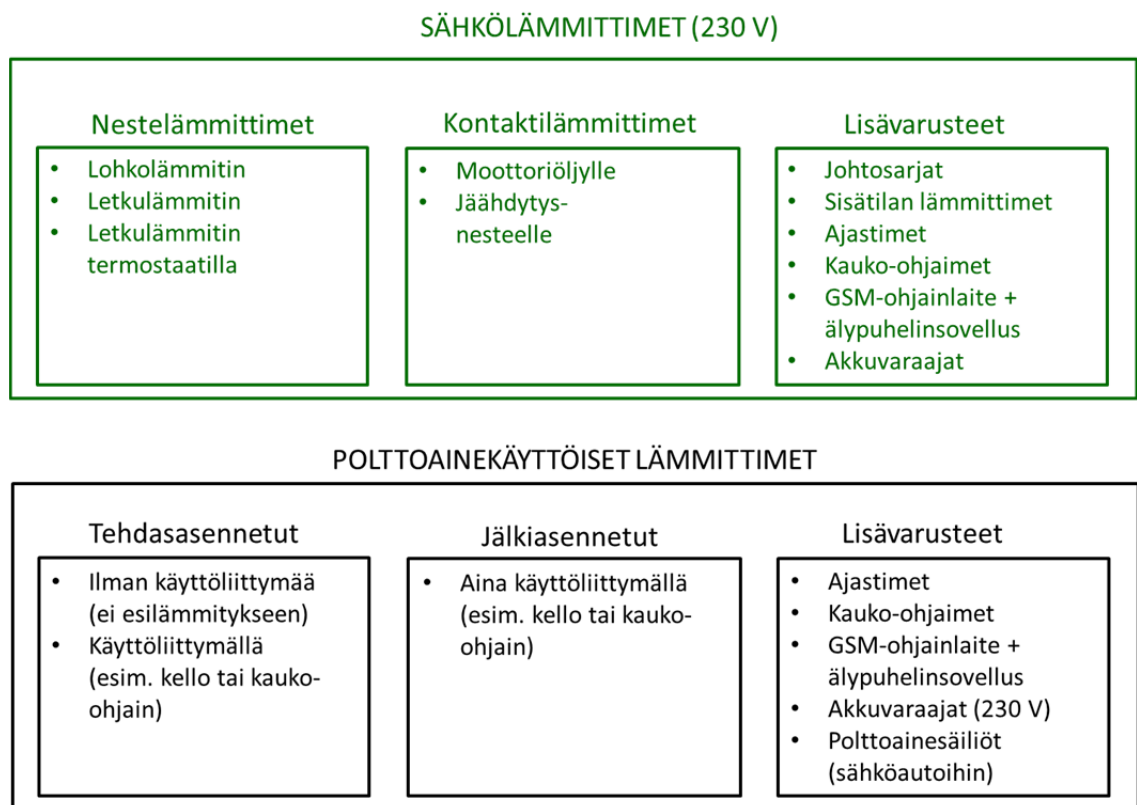 SÄHKÖLÄMMITTIMET (230 V)
Nestelämmittimet
• Lohkolämmitin
• Letkulämmitin
• Letkulämmitin
termostaatilla
Kontaktilämmittimet
• Moottoriöljylle
• Jäähdytys-
nesteelle
Lisävarusteet
• Johtosarjat
• Sisätilan lämmittimet
• Ajastimet
• Kauko-ohjaimet
• GSM-ohjainlaite +
älypuhelinsovellus
• Akkuvaraajat
POLTTOAINEKÄYTTÖISET LÄMMITTIMET
Tehdasasennetut
• Ilman käyttöliittymää
(ei esilämmitykseen)
• Käyttöliittymällä
(esim. kello tai kauko-
ohjain)
Jälkiasennetut
• Aina käyttöliittymällä
(esim. kello tai kauko-
ohjain)
Lisävarusteet
• Ajastimet
• Kauko-ohjaimet
• GSM-ohjainlaite +
älypuhelinsovellus
• Akkuvaraajat (230 V)
• Polttoainesäiliöt
(sähköautoihin)